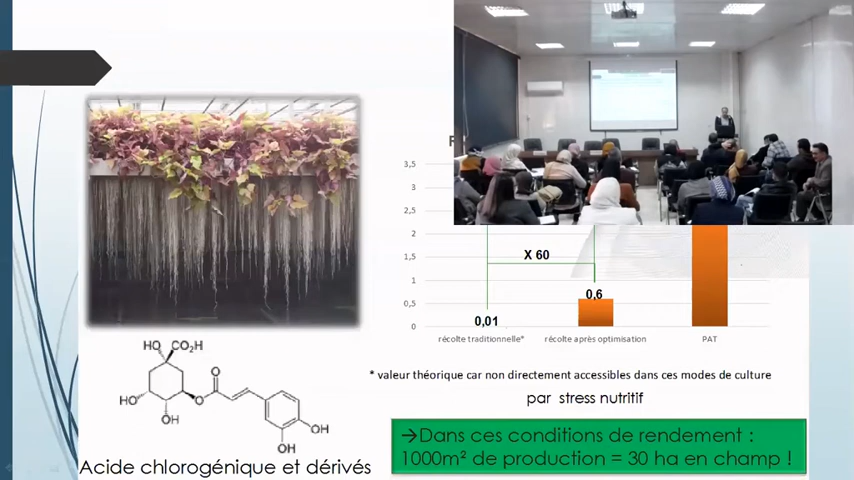 3,5
3
2,5
2
1,5
1
0,5
0
X 60
0,01
0,6
récolte traditionnelle*
récolte après optimisation
PAT
HO
CO₂H
HO
OH
O
O
OH
OH
Acide chlorogénique et dérivés
* valeur théorique car non directement accessibles dans ces modes de culture
par stress nutritif
→Dans ces conditions de rendement :
1000m² de production = 30 ha en champ !